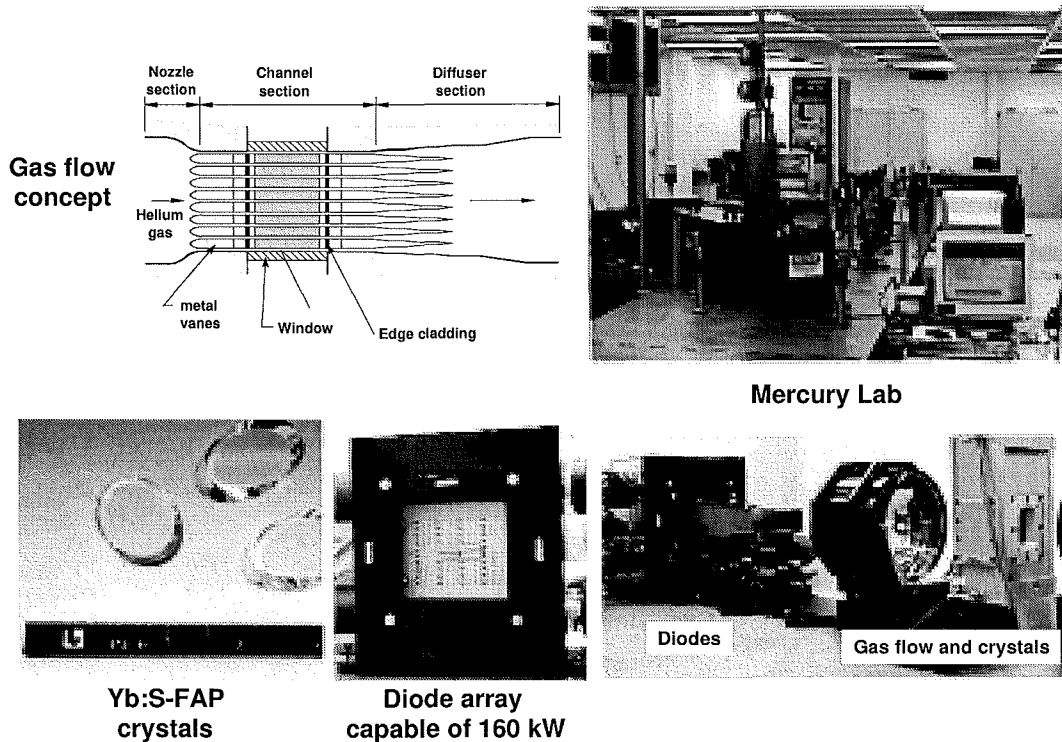 Nozzle
section
Channel
section
Diffuser
section
Gas flow
concept
Helium
gas
metal
vanes
Window
Edge cladding
Mercury Lab
Yb:S-FAP
crystals
Diode array
capable of 160 kW
Diodes
Gas flow and crystals